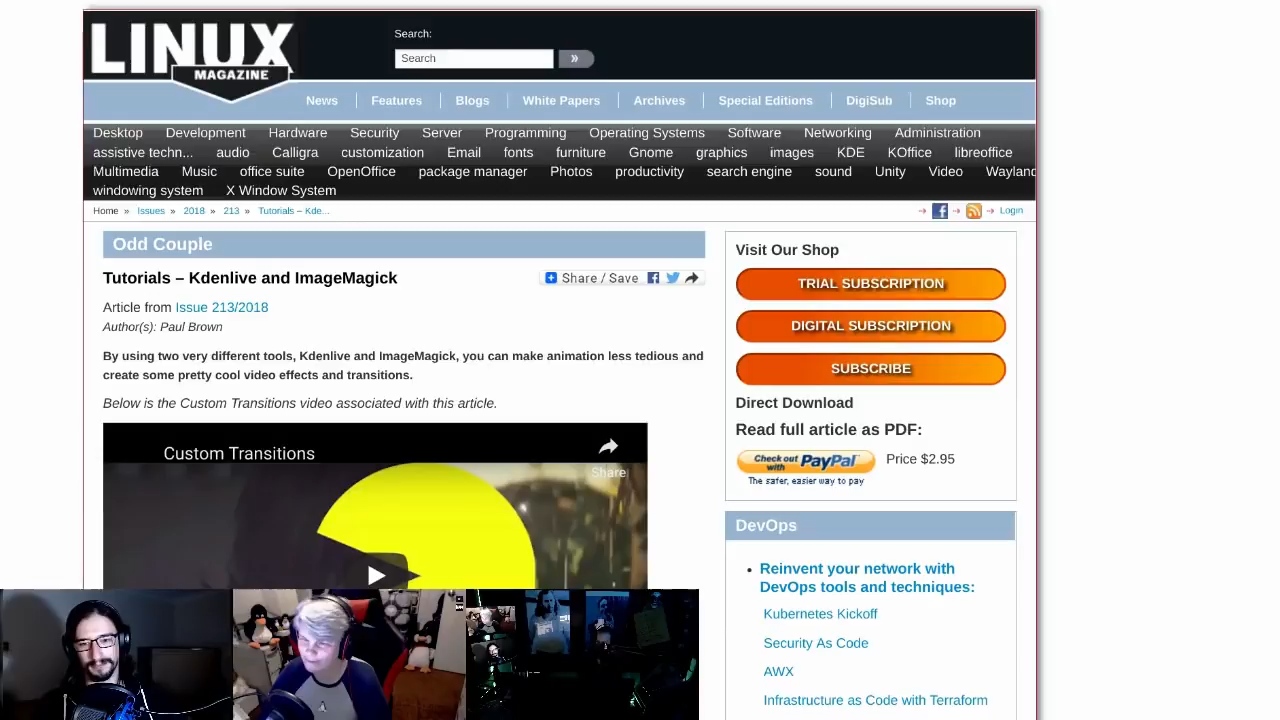 LINUX
MAGAZINE
Search:
Search
»
News Features Blogs White Papers Archives Special Editions DigiSub Shop
Desktop Development Hardware Security Server Programming Operating Systems Software Networking Administration
assistive techn... audio Calligra customization Email fonts furniture Gnome graphics images KDE KOffice libreoffice
Multimedia Music office suite OpenOffice package manager Photos productivity search engine sound Unity Video Wayland
windowing system X Window System
Home » Issues » 2018 » 213 » Tutorials – Kde...
Login
Odd Couple
Tutorials – Kdenlive and ImageMagick
Share / Save
Article from Issue 213/2018
Author(s): Paul Brown
By using two very different tools, Kdenlive and ImageMagick, you can make animation less tedious and
create some pretty cool video effects and transitions.
Below is the Custom Transitions video associated with this article.
Custom Transitions
Share
Visit Our Shop
TRIAL SUBSCRIPTION
DIGITAL SUBSCRIPTION
SUBSCRIBE
Direct Download
Read full article as PDF:
Check out with PayPal
The safer, easier way to pay
Price $2.95
DevOps
• Reinvent your network with
DevOps tools and techniques:
Kubernetes Kickoff
Security As Code
AWX
Infrastructure as Code with Terraform